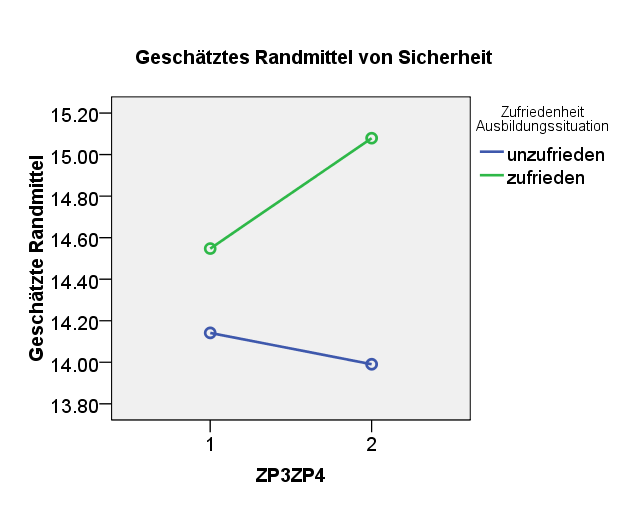 Geschätztes Randmittel von Sicherheit
Zufriedenheit
Ausbildungssituation
unzufrieden
zufrieden
Geschätzte Randmittel
15.20
15.00
14.80
14.60
14.40
14.20
14.00
13.80
1
2
ZP3ZP4